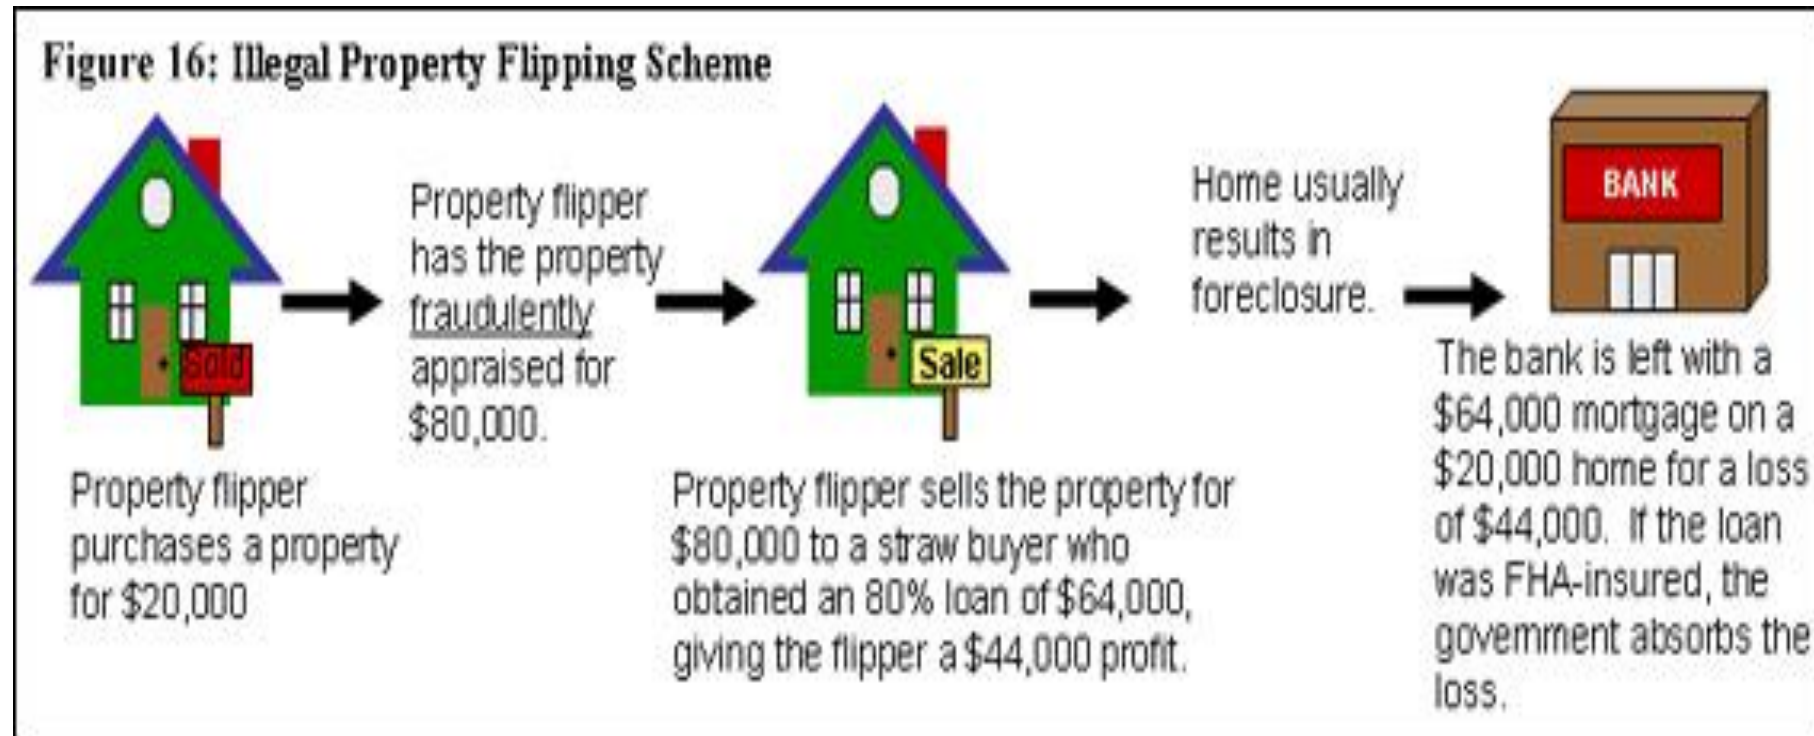 Figure 16: Illegal Property Flipping Scheme
Sold
Property flipper
purchases a property
for $20,000
Property flipper
has the property
fraudulently
appraised for
$80,000.
Sale
Property flipper sells the property for
$80,000 to a straw buyer who
obtained an 80% loan of $64,000,
giving the flipper a $44,000 profit.
Home usually
results in
foreclosure.
BANK
The bank is left with a
$64,000 mortgage on a
$20,000 home for a loss
of $44,000. If the loan
was FHA-insured, the
government absorbs the
loss.